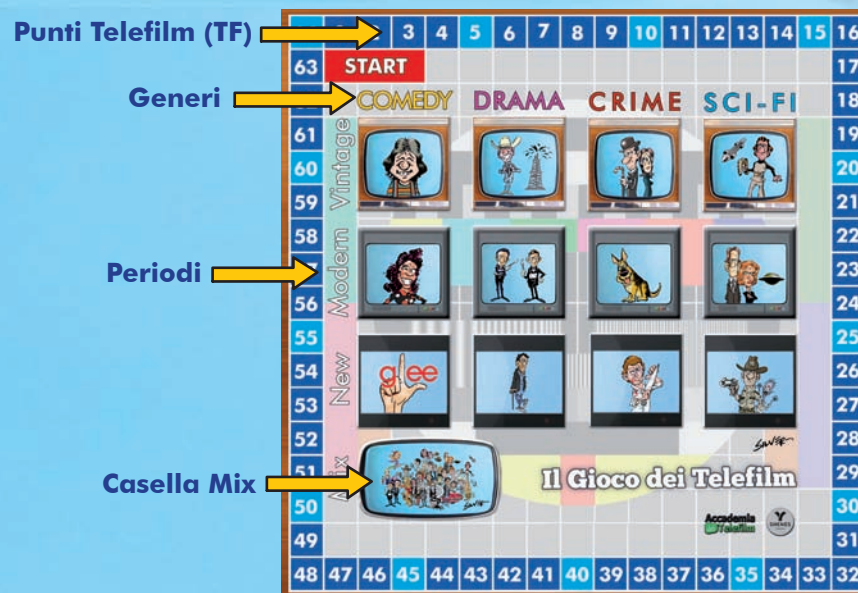 Punti Telefilm (TF)
3 4 5 6 7 8 9 10 11 12 13 14 15 16
63 START 17
Generi
COMEDY DRAMA CRIME SCI-FI 18
61 Vintage 19
60 20
59 21
58 Modern 22
Periodi
23
56 24
55 New 25
54 glee 26
53 27
52 28
Casella Mix
51 Mix Il Gioco dei Telefilm 29
50 Accademia Telefilm 30
49 31
48 47 46 45 44 43 42 41 40 39 38 37 36 35 34 33 32